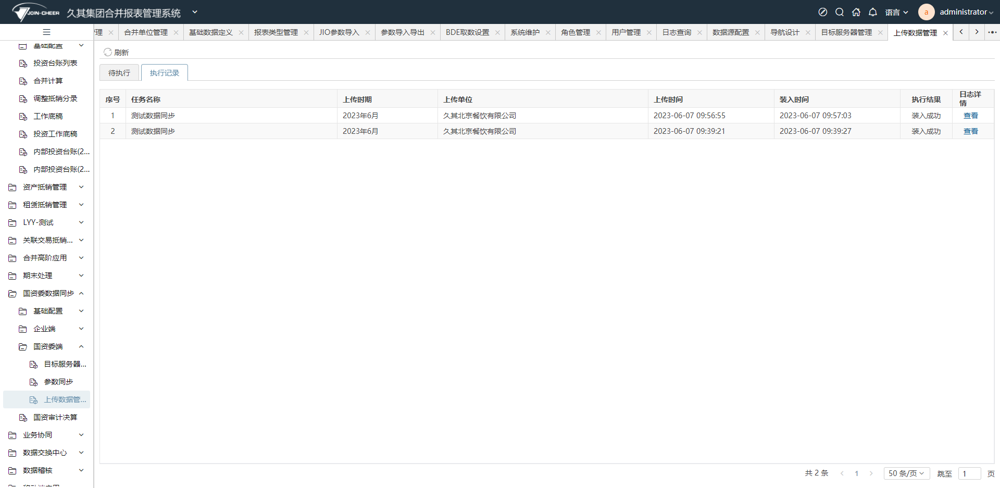 JOIN-CHEER 久其集团合并报表管理系统
语言 a administrator
管理 合并单位管理 基础数据定义 报表类型管理 JIO参数导入 参数导入导出 BDE取数设置 系统维护 角色管理 用户管理 日志查询 数据源配置 导航设计 目标服务器管理 上传数据管理
基础配置
投资台账列表
合并计算
调整抵销分录
工作底稿
投资工作底稿
内部投资台账(2...
内部投资台账(2...
资产抵销管理
租赁抵销管理
LYY-测试
关联交易抵销...
合并高阶应用
期末处理
国资委数据同步
基础配置
企业端
国资委端
目标服务器...
参数同步
上传数据管...
国资审计决算
业务协同
数据交换中心
数据稽核
刷新
待执行 执行记录
序号 任务名称 上传时期 上传单位 上传时间 装入时间 执行结果 日志详情
1 测试数据同步 2023年6月 久其北京餐饮有限公司 2023-06-07 09:56:55 2023-06-07 09:57:03 装入成功 查看
2 测试数据同步 2023年6月 久其北京餐饮有限公司 2023-06-07 09:39:21 2023-06-07 09:39:27 装入成功 查看
共 2 条 1 50 条/页 跳至 1 页